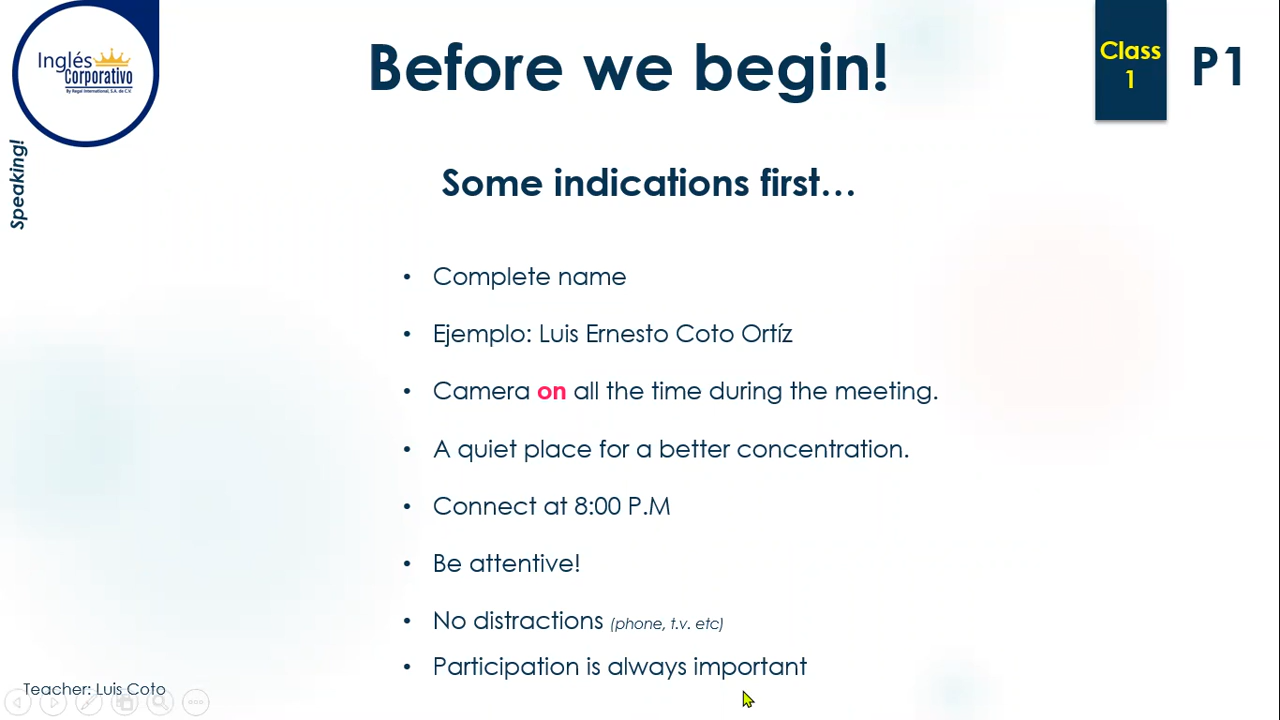 Inglés
Corporativo
By Regal International, S.A. de C.V.
Before we begin!
Class
1
P1
Speaking!
Some indications first…
• Complete name
• Ejemplo: Luis Ernesto Coto Ortíz
• Camera on all the time during the meeting.
• A quiet place for a better concentration.
• Connect at 8:00 P.M
• Be attentive!
• No distractions (phone, t.v. etc)
• Participation is always important
Teacher: Luis Coto